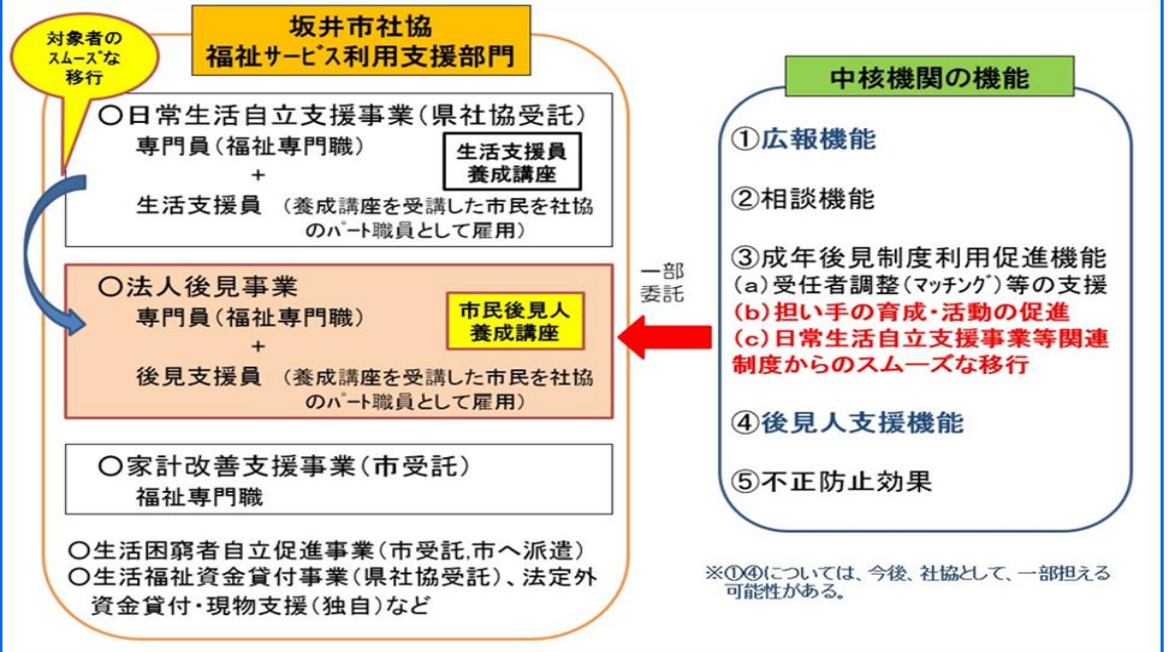 対象者の
スムーズな
移行
坂井市社協
福祉サービス利用支援部門
○日常生活自立支援事業(県社協受託)
専門員(福祉専門職)
+
生活支援員 (養成講座を受講した市民を社協
のパート職員として雇用)
生活支援員
養成講座
○法人後見事業
専門員(福祉専門職)
+
後見支援員 (養成講座を受講した市民を社協
のパート職員として雇用)
市民後見人
養成講座
○家計改善支援事業(市受託)
福祉専門職
○生活困窮者自立促進事業(市受託,市へ派遣)
○生活福祉資金貸付事業(県社協受託)、法定外
資金貸付・現物支援(独自)など
一部
委託
中核機関の機能
①広報機能
②相談機能
③成年後見制度利用促進機能
(a)受任者調整(マッチング)等の支援
(b)担い手の育成・活動の促進
(c)日常生活自立支援事業等関連
制度からのスムーズな移行
④後見人支援機能
⑤不正防止効果
※①④については、今後、社協として、一部担える
可能性がある。